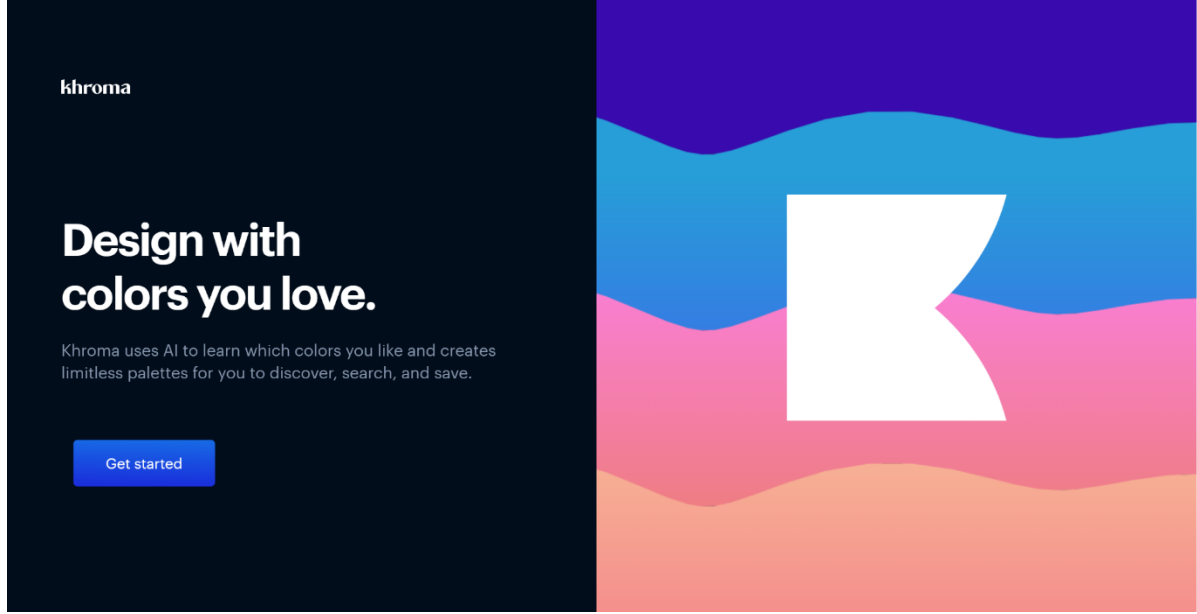 khroma
Design with
colors you love.
Khroma uses AI to learn which colors you like and creates
limitless palettes for you to discover, search, and save.
Get started